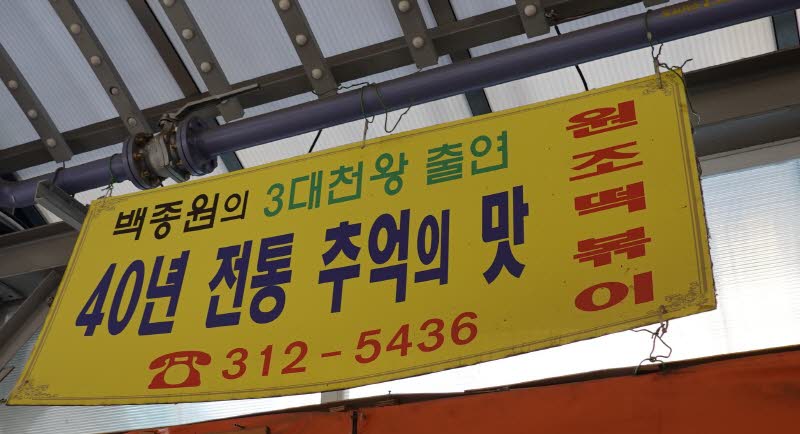 백종원의 3대천왕 출연
40년 전통 추억의 맛
☎312-5436
원조떡볶이